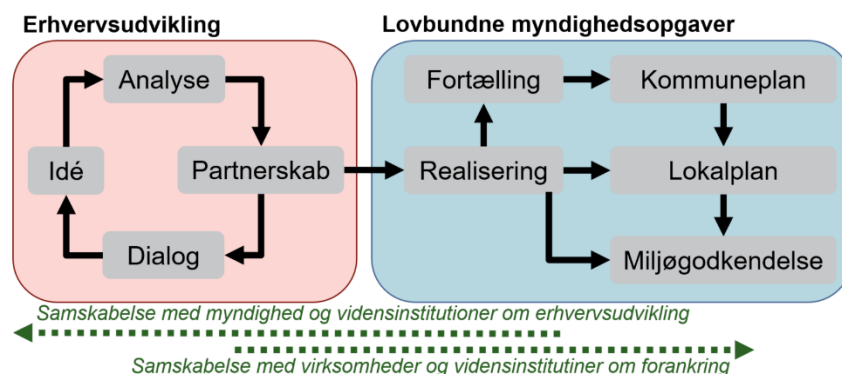 Erhvervsudvikling
Lovbundne myndighedsopgaver
Analyse
Fortælling
Kommuneplan
Idé
Partnerskab
Realisering
Lokalplan
Dialog
Miljøgodkendelse
Samskabelse med myndighed og vidensinstitutioner om erhvervsudvikling
Samskabelse med virksomheder og vidensinstitutiner om forankring